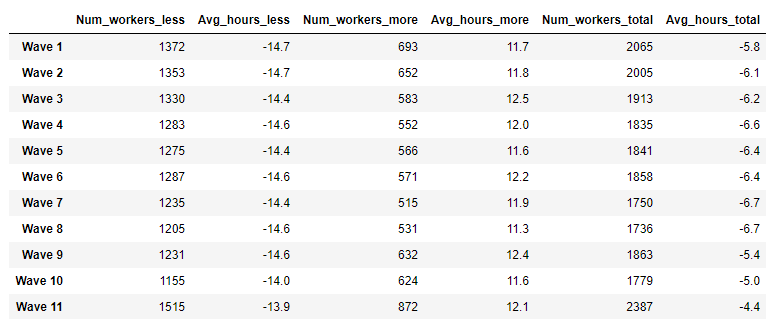 Num_workers_less Avg_hours_less Num_workers_more Avg_hours_more Num_workers_total Avg_hours_total
Wave 1 1372 -14.7 693 11.7 2065 -5.8
Wave 2 1353 -14.7 652 11.8 2005 -6.1
Wave 3 1330 -14.4 583 12.5 1913 -6.2
Wave 4 1283 -14.6 552 12.0 1835 -6.6
Wave 5 1275 -14.4 566 11.6 1841 -6.4
Wave 6 1287 -14.6 571 12.2 1858 -6.4
Wave 7 1235 -14.4 515 11.9 1750 -6.7
Wave 8 1205 -14.6 531 11.3 1736 -6.7
Wave 9 1231 -14.6 632 12.4 1863 -5.4
Wave 10 1155 -14.0 624 11.6 1779 -5.0
Wave 11 1515 -13.9 872 12.1 2387 -4.4